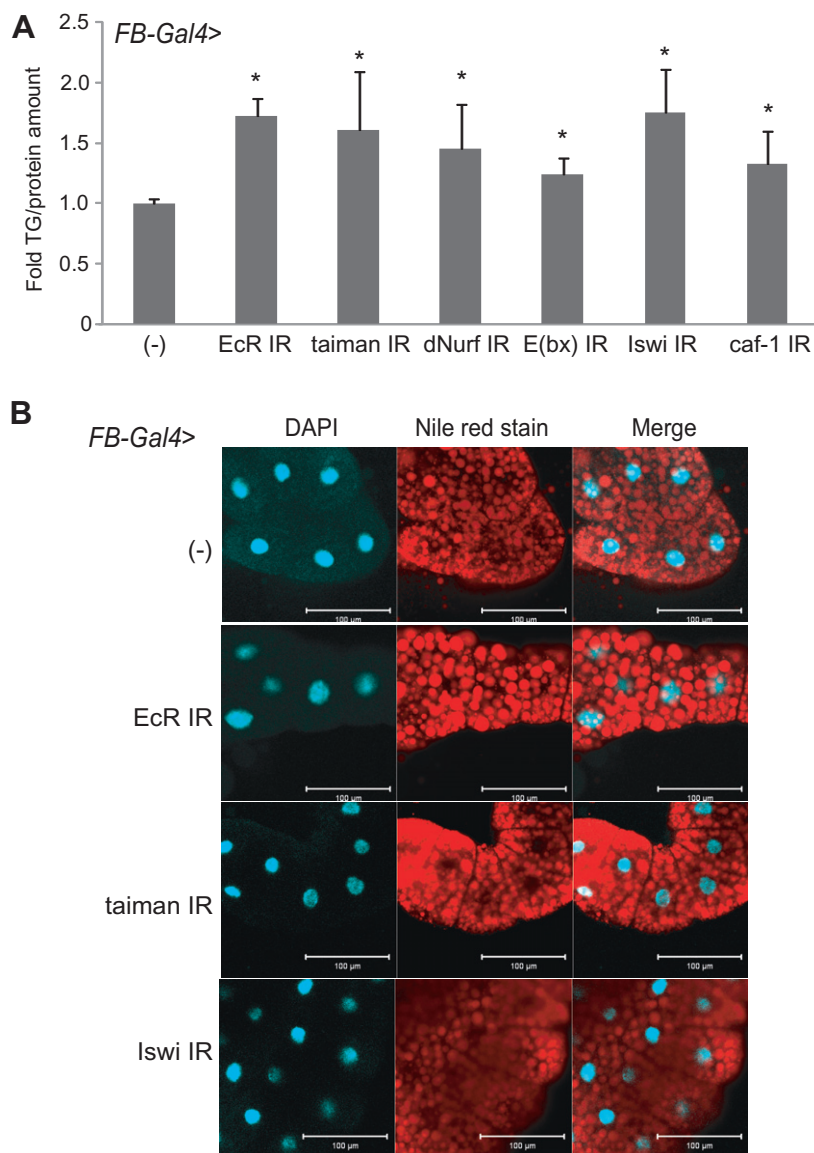 A
FB-Gal4>
Fold TG/protein amount
2.5
2.0
1.5
1.0
0.5
0
* * * * * *
(-) EcR IR taiman IR dNurf IR E(bx) IR Iswi IR caf-1 IR
B
FB-Gal4>
DAPI Nile red stain Merge
(-)
100 µm 100 µm 100 µm
EcR IR
100 µm 100 µm 100 µm
taiman IR
100 µm 100 µm 100 µm
Iswi IR
100 µm 100 µm 100 µm